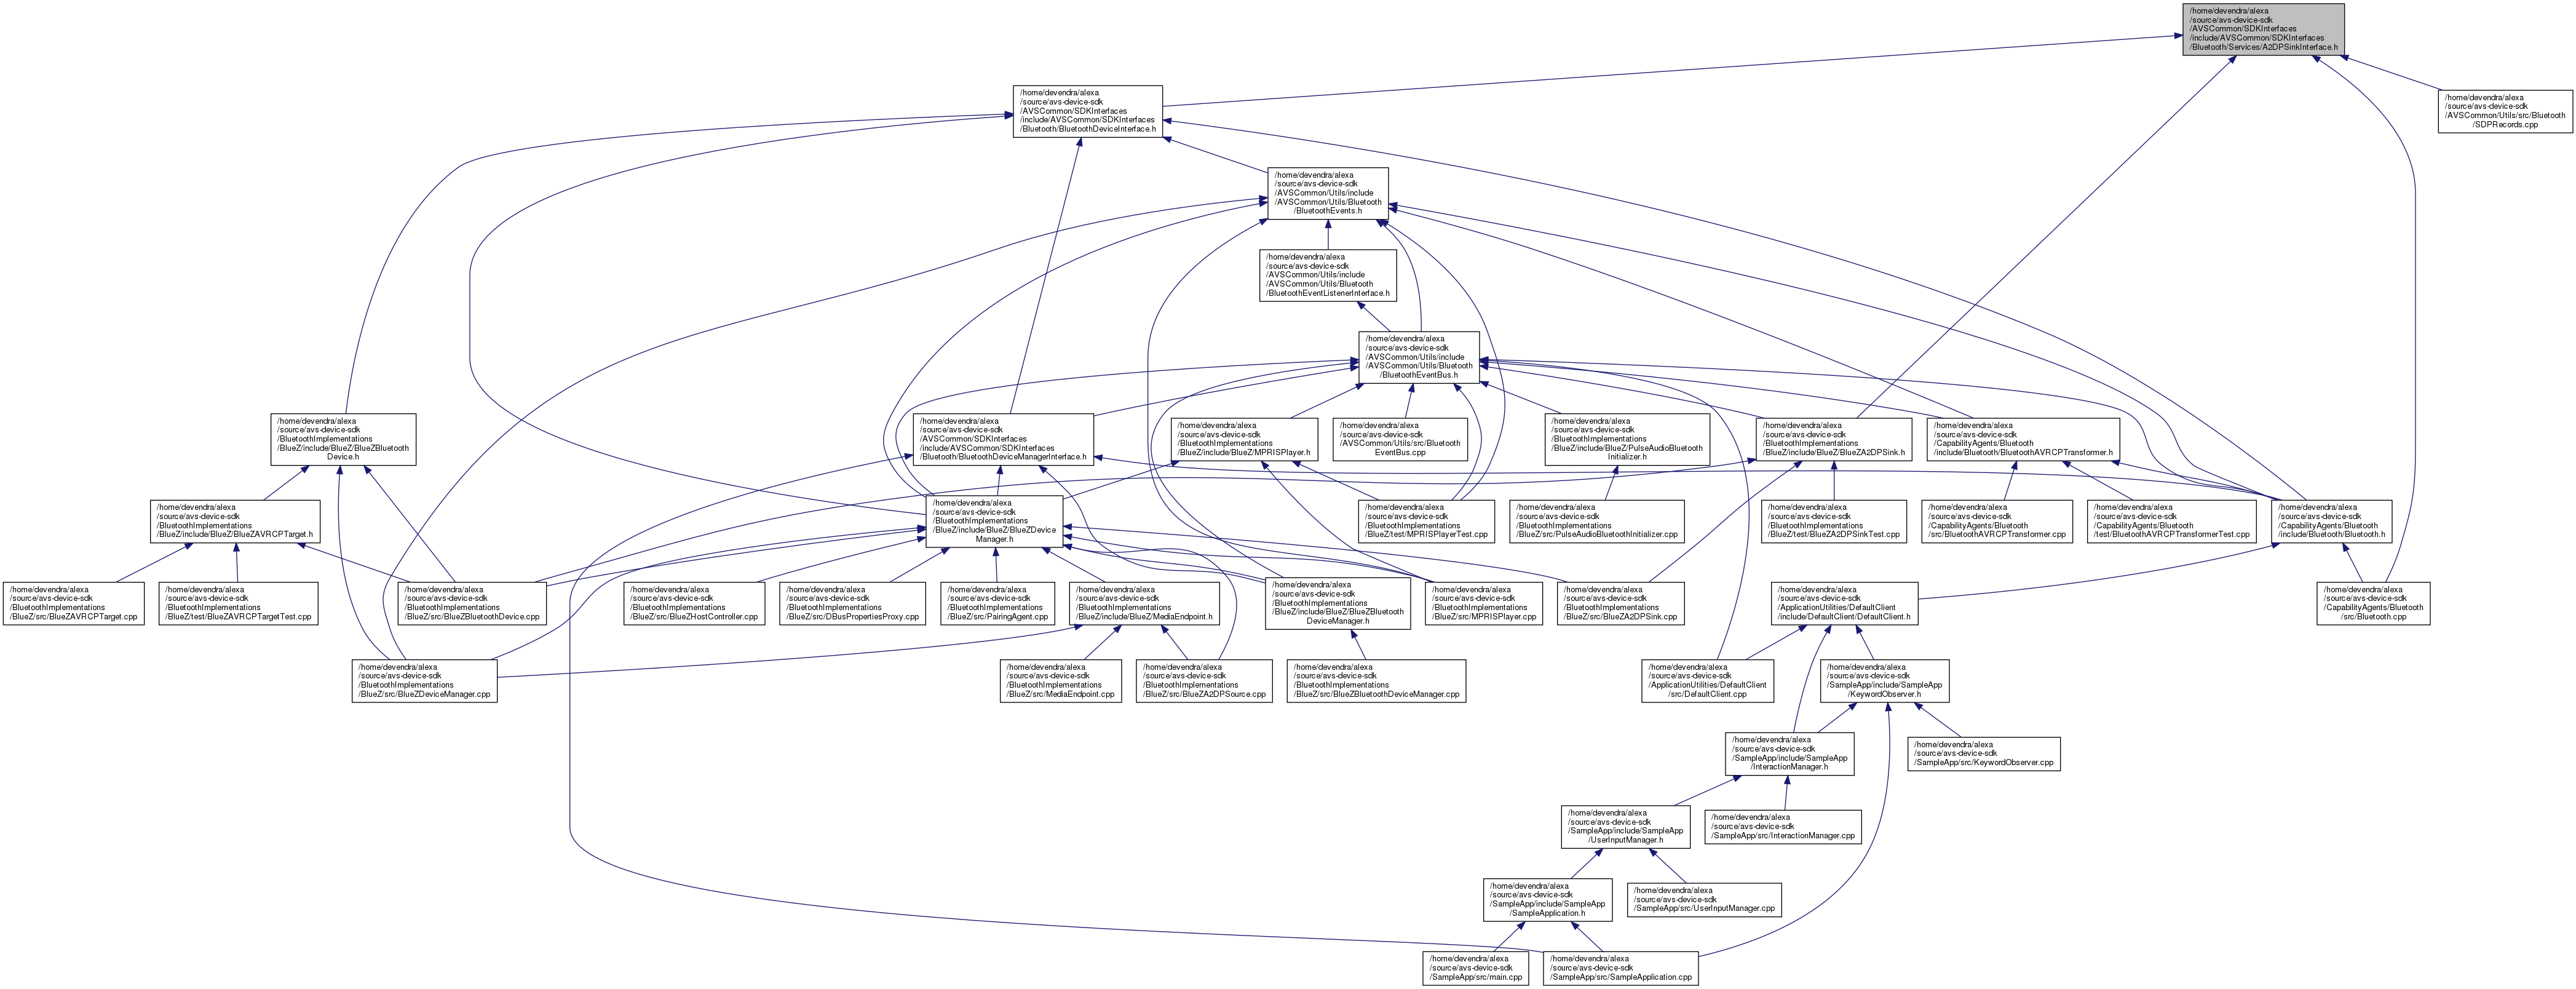 /home/devendra/alexa
/source/avs-device-sdk
/AVSCommon/SDKInterfaces
/include/AVSCommon/SDKInterfaces
/Bluetooth/Services/A2DPSinkInterface.h
/home/devendra/alexa
/source/avs-device-sdk
/AVSCommon/SDKInterfaces
/include/AVSCommon/SDKInterfaces
/Bluetooth/BluetoothDeviceInterface.h
/home/devendra/alexa
/source/avs-device-sdk
/AVSCommon/Utils/src/Bluetooth
/SDPRecords.cpp
/home/devendra/alexa
/source/avs-device-sdk
/AVSCommon/Utils/include
/AVSCommon/Utils/Bluetooth
/BluetoothEvents.h
/home/devendra/alexa
/source/avs-device-sdk
/AVSCommon/Utils/include
/AVSCommon/Utils/Bluetooth
/BluetoothEventListenerInterface.h
/home/devendra/alexa
/source/avs-device-sdk
/AVSCommon/Utils/include
/AVSCommon/Utils/Bluetooth
/BluetoothEventBus.h
/home/devendra/alexa
/source/avs-device-sdk
/BluetoothImplementations
/BlueZ/include/BlueZ/BlueZBluetooth
Device.h
/home/devendra/alexa
/source/avs-device-sdk
/AVSCommon/SDKInterfaces
/include/AVSCommon/SDKInterfaces
/Bluetooth/BluetoothDeviceManagerInterface.h
/home/devendra/alexa
/source/avs-device-sdk
/BluetoothImplementations
/BlueZ/include/BlueZ/MPRISPlayer.h
/home/devendra/alexa
/source/avs-device-sdk
/AVSCommon/Utils/src/Bluetooth
EventBus.cpp
/home/devendra/alexa
/source/avs-device-sdk
/BluetoothImplementations
/BlueZ/include/BlueZ/PulseAudioBluetooth
Initializer.h
/home/devendra/alexa
/source/avs-device-sdk
/BluetoothImplementations
/BlueZ/include/BlueZ/BlueZA2DPSink.h
/home/devendra/alexa
/source/avs-device-sdk
/CapabilityAgents/Bluetooth
/include/Bluetooth/BluetoothAVRCPTransformer.h
/home/devendra/alexa
/source/avs-device-sdk
/BluetoothImplementations
/BlueZ/include/BlueZ/BlueZAVRCPTarget.h
/home/devendra/alexa
/source/avs-device-sdk
/BluetoothImplementations
/BlueZ/include/BlueZ/BlueZDevice
Manager.h
/home/devendra/alexa
/source/avs-device-sdk
/BluetoothImplementations
/BlueZ/test/MPRISPlayerTest.cpp
/home/devendra/alexa
/source/avs-device-sdk
/BluetoothImplementations
/BlueZ/src/PulseAudioBluetoothInitializer.cpp
/home/devendra/alexa
/source/avs-device-sdk
/BluetoothImplementations
/BlueZ/test/BlueZA2DPSinkTest.cpp
/home/devendra/alexa
/source/avs-device-sdk
/CapabilityAgents/Bluetooth
/src/BluetoothAVRCPTransformer.cpp
/home/devendra/alexa
/source/avs-device-sdk
/CapabilityAgents/Bluetooth
/test/BluetoothAVRCPTransformerTest.cpp
/home/devendra/alexa
/source/avs-device-sdk
/CapabilityAgents/Bluetooth
/include/Bluetooth/Bluetooth.h
/home/devendra/alexa
/source/avs-device-sdk
/BluetoothImplementations
/BlueZ/src/BlueZAVRCPTarget.cpp
/home/devendra/alexa
/source/avs-device-sdk
/BluetoothImplementations
/BlueZ/test/BlueZAVRCPTargetTest.cpp
/home/devendra/alexa
/source/avs-device-sdk
/BluetoothImplementations
/BlueZ/src/BlueZBluetoothDevice.cpp
/home/devendra/alexa
/source/avs-device-sdk
/BluetoothImplementations
/BlueZ/src/BlueZHostController.cpp
/home/devendra/alexa
/source/avs-device-sdk
/BluetoothImplementations
/BlueZ/src/DBusPropertiesProxy.cpp
/home/devendra/alexa
/source/avs-device-sdk
/BluetoothImplementations
/BlueZ/src/PairingAgent.cpp
/home/devendra/alexa
/source/avs-device-sdk
/BluetoothImplementations
/BlueZ/include/BlueZ/MediaEndpoint.h
/home/devendra/alexa
/source/avs-device-sdk
/BluetoothImplementations
/BlueZ/include/BlueZ/BlueZBluetooth
DeviceManager.h
/home/devendra/alexa
/source/avs-device-sdk
/BluetoothImplementations
/BlueZ/src/MPRISPlayer.cpp
/home/devendra/alexa
/source/avs-device-sdk
/BluetoothImplementations
/BlueZ/src/BlueZA2DPSink.cpp
/home/devendra/alexa
/source/avs-device-sdk
/ApplicationUtilities/DefaultClient
/include/DefaultClient/DefaultClient.h
/home/devendra/alexa
/source/avs-device-sdk
/CapabilityAgents/Bluetooth
/src/Bluetooth.cpp
/home/devendra/alexa
/source/avs-device-sdk
/BluetoothImplementations
/BlueZ/src/BlueZDeviceManager.cpp
/home/devendra/alexa
/source/avs-device-sdk
/BluetoothImplementations
/BlueZ/src/MediaEndpoint.cpp
/home/devendra/alexa
/source/avs-device-sdk
/BluetoothImplementations
/BlueZ/src/BlueZA2DPSource.cpp
/home/devendra/alexa
/source/avs-device-sdk
/BluetoothImplementations
/BlueZ/src/BlueZBluetoothDeviceManager.cpp
/home/devendra/alexa
/source/avs-device-sdk
/ApplicationUtilities/DefaultClient
/src/DefaultClient.cpp
/home/devendra/alexa
/source/avs-device-sdk
/SampleApp/include/SampleApp
/KeywordObserver.h
/home/devendra/alexa
/source/avs-device-sdk
/SampleApp/include/SampleApp
/InteractionManager.h
/home/devendra/alexa
/source/avs-device-sdk
/SampleApp/src/KeywordObserver.cpp
/home/devendra/alexa
/source/avs-device-sdk
/SampleApp/include/SampleApp
/UserInputManager.h
/home/devendra/alexa
/source/avs-device-sdk
/SampleApp/src/InteractionManager.cpp
/home/devendra/alexa
/source/avs-device-sdk
/SampleApp/include/SampleApp
/SampleApplication.h
/home/devendra/alexa
/source/avs-device-sdk
/SampleApp/src/UserInputManager.cpp
/home/devendra/alexa
/source/avs-device-sdk
/SampleApp/src/main.cpp
/home/devendra/alexa
/source/avs-device-sdk
/SampleApp/src/SampleApplication.cpp